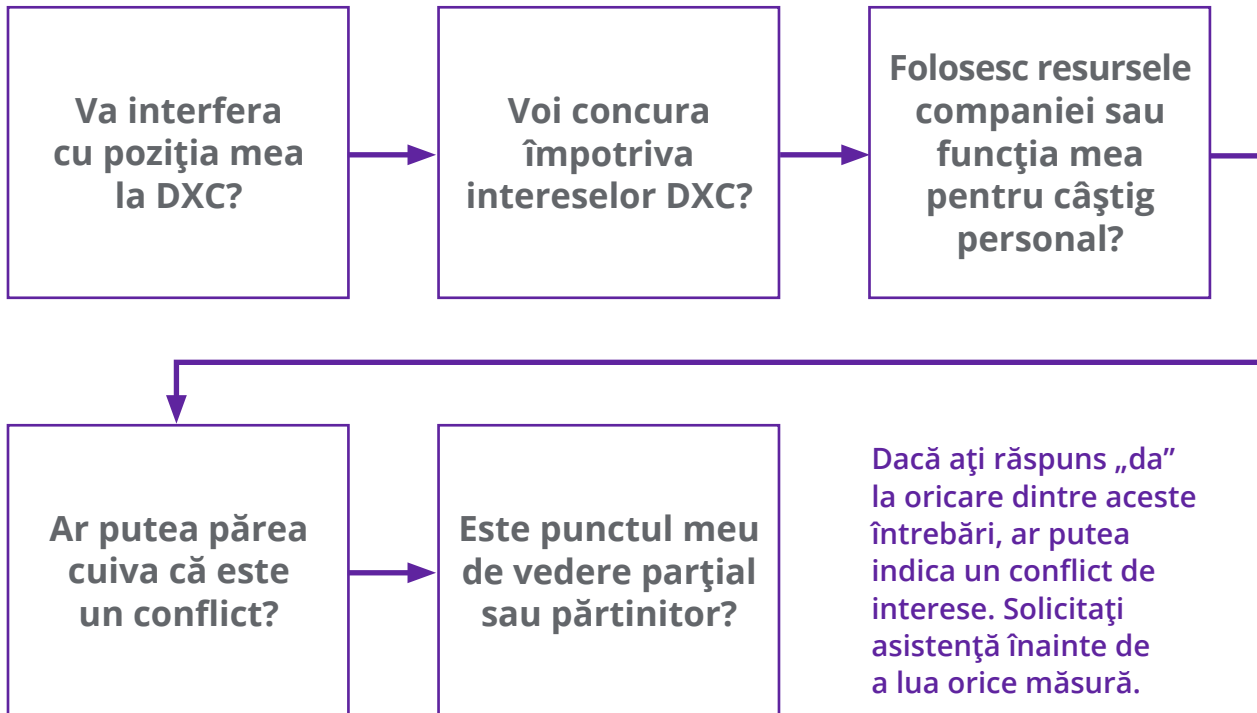 Va interfera
cu poziţia mea
la DXC?
Voi concura
împotriva
intereselor DXC?
Folosesc resursele
companiei sau
funcţia mea
pentru câştig
personal?
Ar putea părea
cuiva că este
un conflict?
Este punctul meu
de vedere parţial
sau părtinitor?
Dacă aţi răspuns „da”
la oricare dintre aceste
întrebări, ar putea
indica un conflict de
interese. Solicitaţi
asistenţă înainte de
a lua orice măsură.